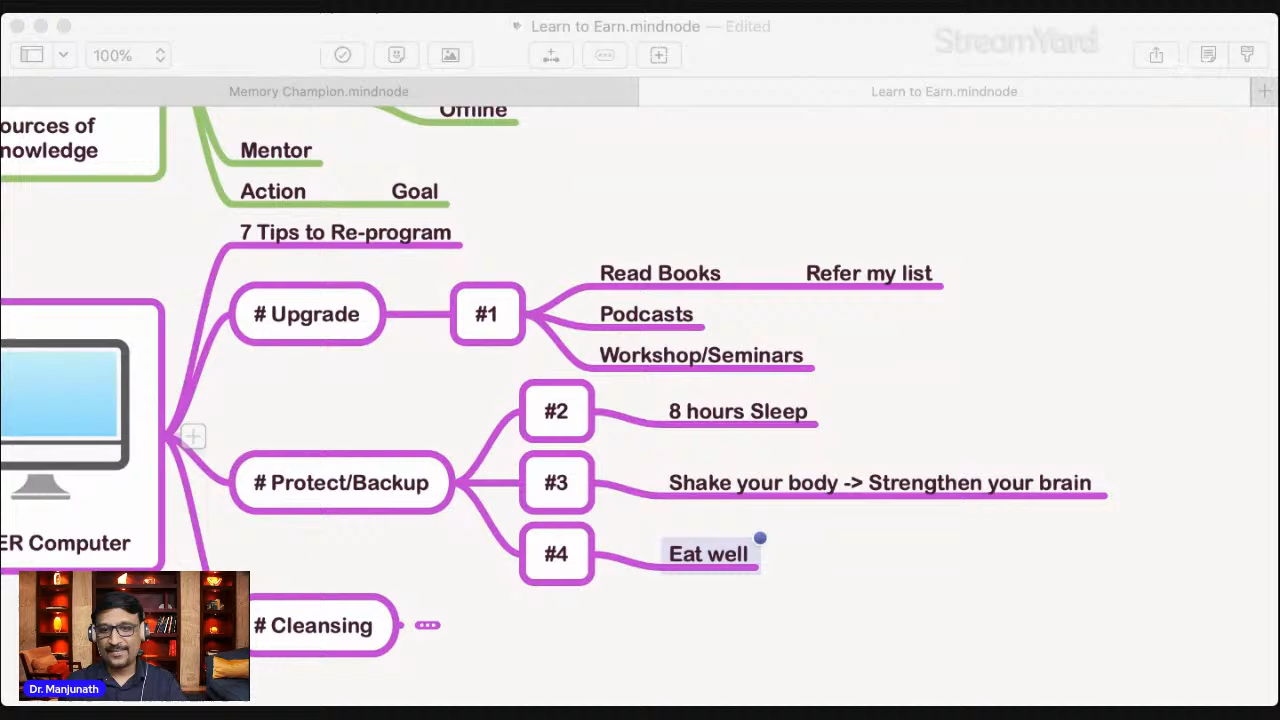 Learn to Earn.mindnode — Edited
StreamYard
100%
Memory Champion.mindnode
Learn to Earn.mindnode
Offline
ources of
nowledge
Mentor
Action Goal
7 Tips to Re-program
# Upgrade
#1
Read Books Refer my list
Podcasts
Workshop/Seminars
#2
8 hours Sleep
# Protect/Backup
#3
Shake your body -> Strengthen your brain
#4
Eat well
ER Computer
# Cleansing
Dr. Manjunath